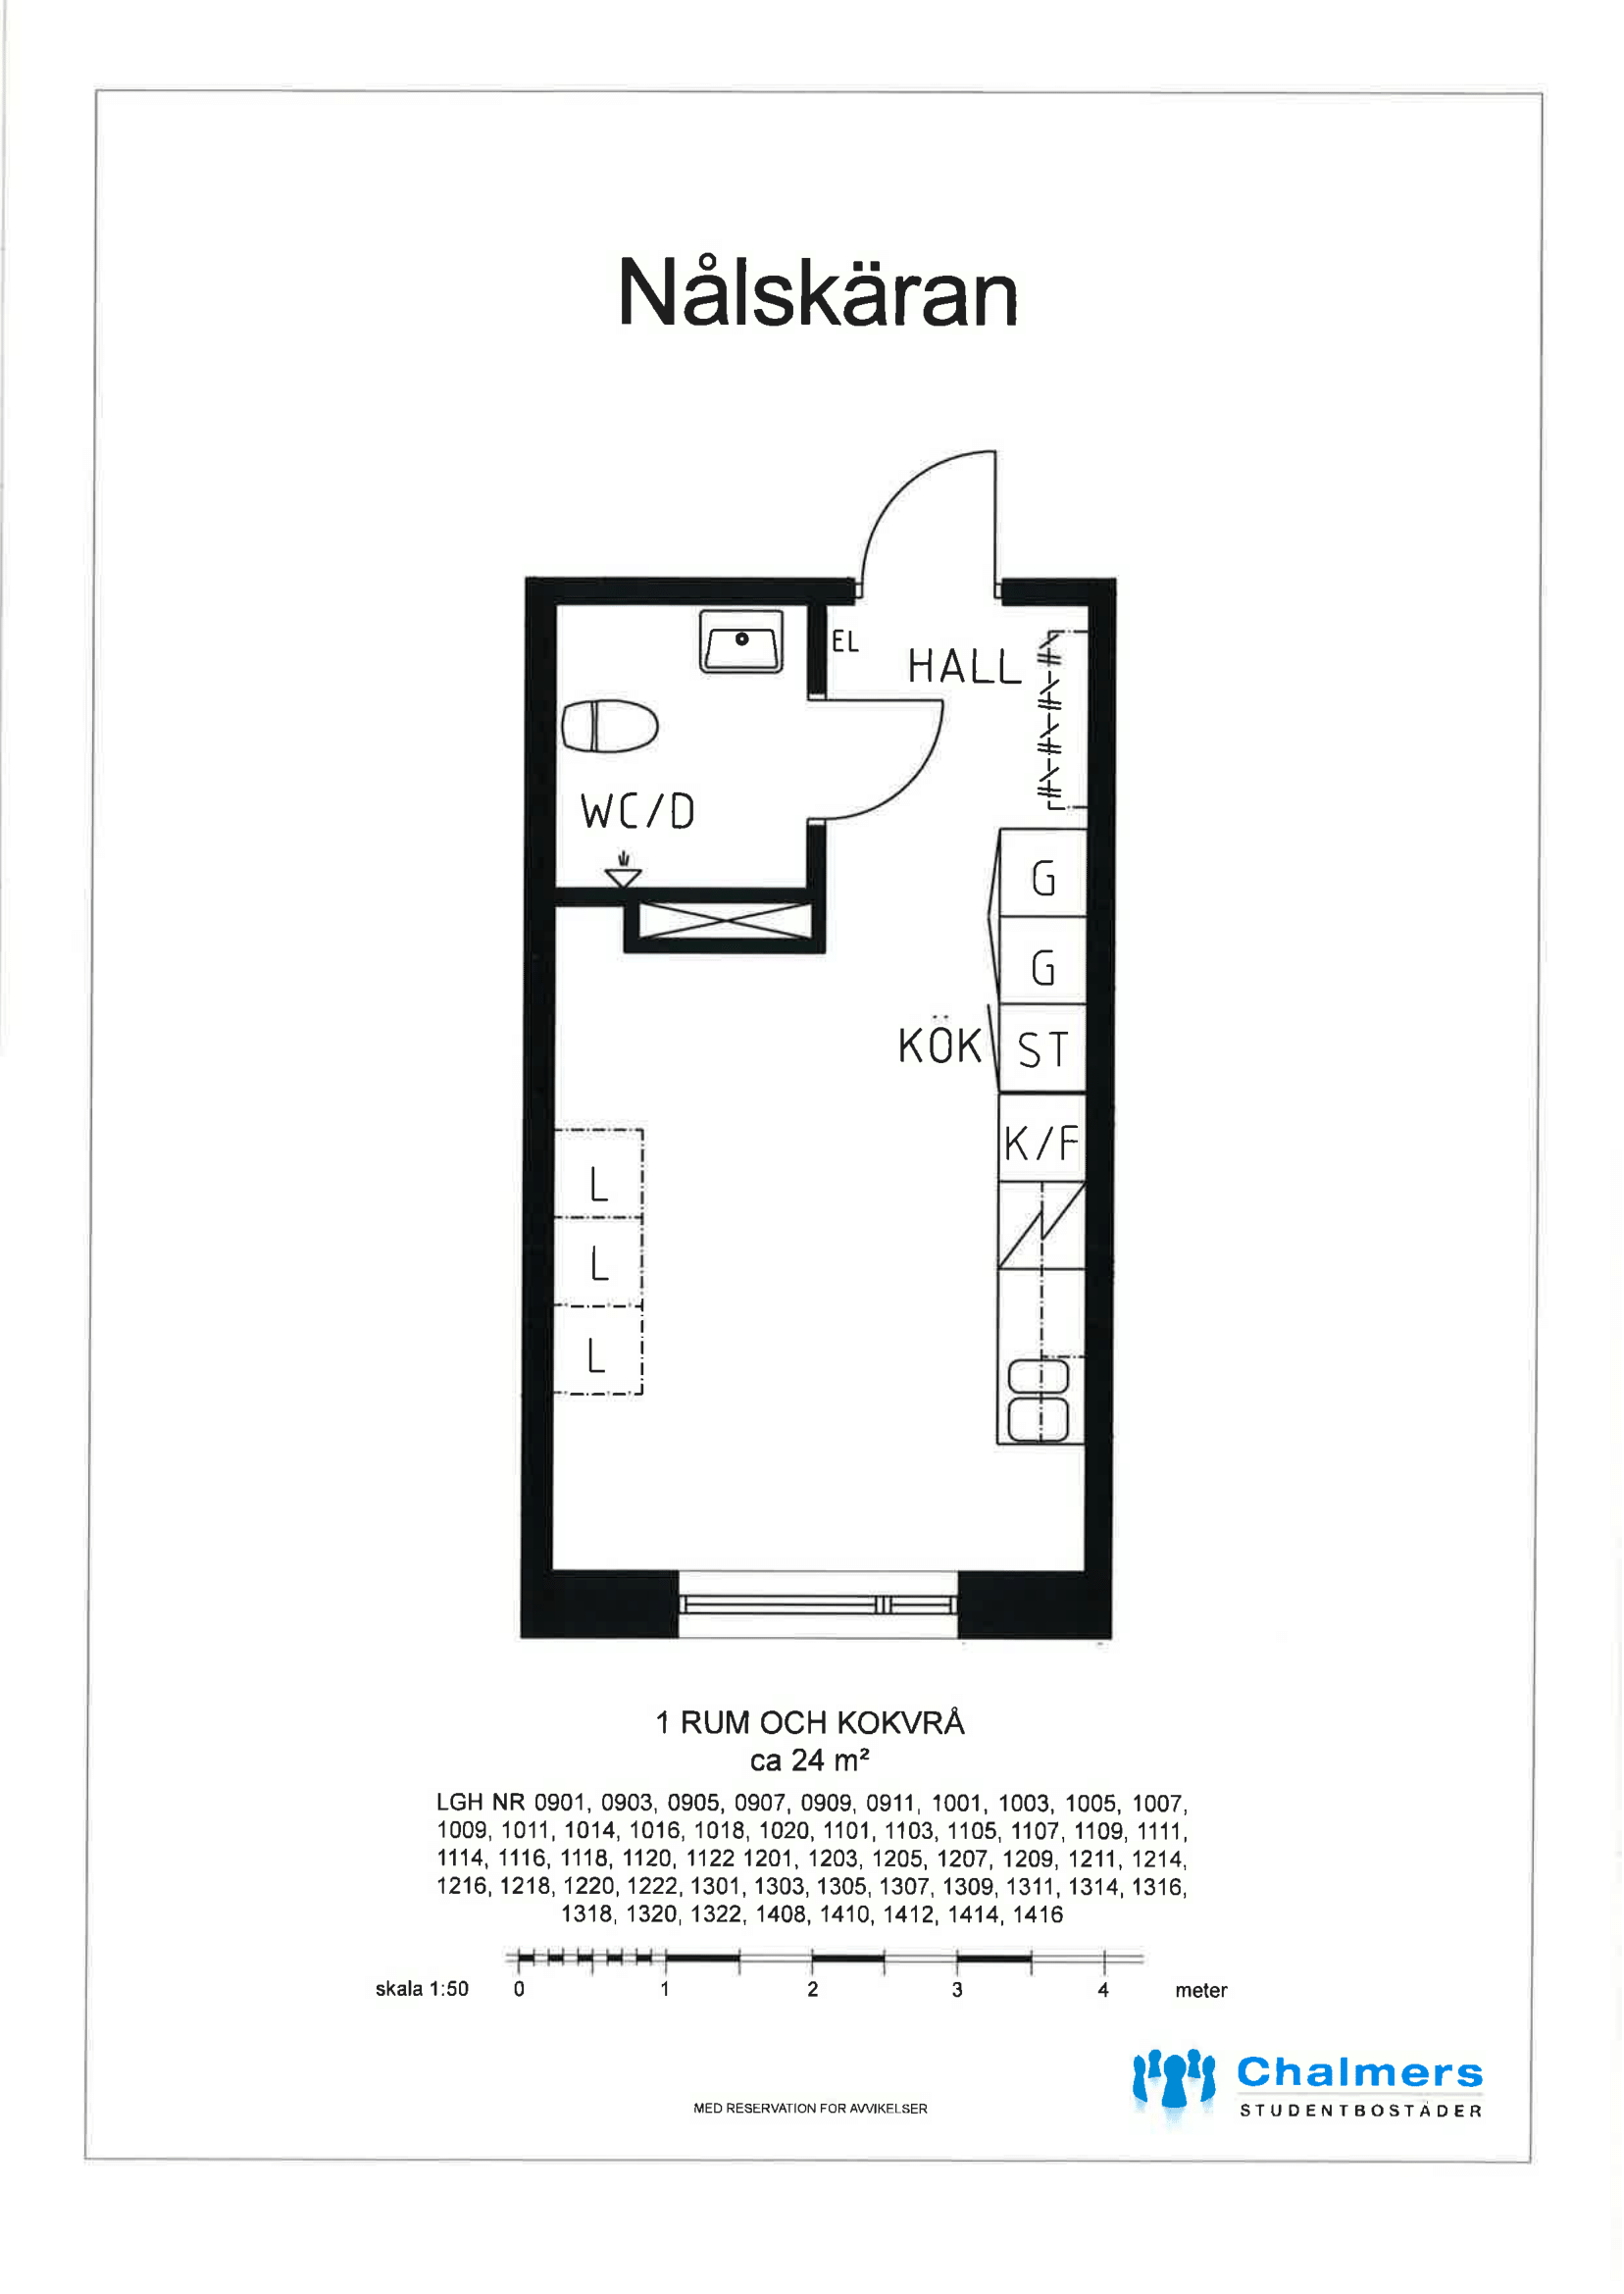 Nålskäran
EL
HALL
WC/D
G
G
KÖK
ST
K/F
L
L
L
1 RUM OCH KOKVRÅ
ca 24 m²
LGH NR 0901, 0903, 0905, 0907, 0909, 0911, 1001, 1003, 1005, 1007,
1009, 1011, 1014, 1016, 1018, 1020, 1101, 1103, 1105, 1107, 1109, 1111,
1114, 1116, 1118, 1120, 1122 1201, 1203, 1205, 1207, 1209, 1211, 1214,
1216, 1218, 1220, 1222, 1301, 1303, 1305, 1307, 1309, 1311, 1314, 1316,
1318, 1320, 1322, 1408, 1410, 1412, 1414, 1416
skala 1:50 0 1 2 3 4 meter
Chalmers
STUDENTBOSTÄDER
MED RESERVATION FÖR AVVIKELSER